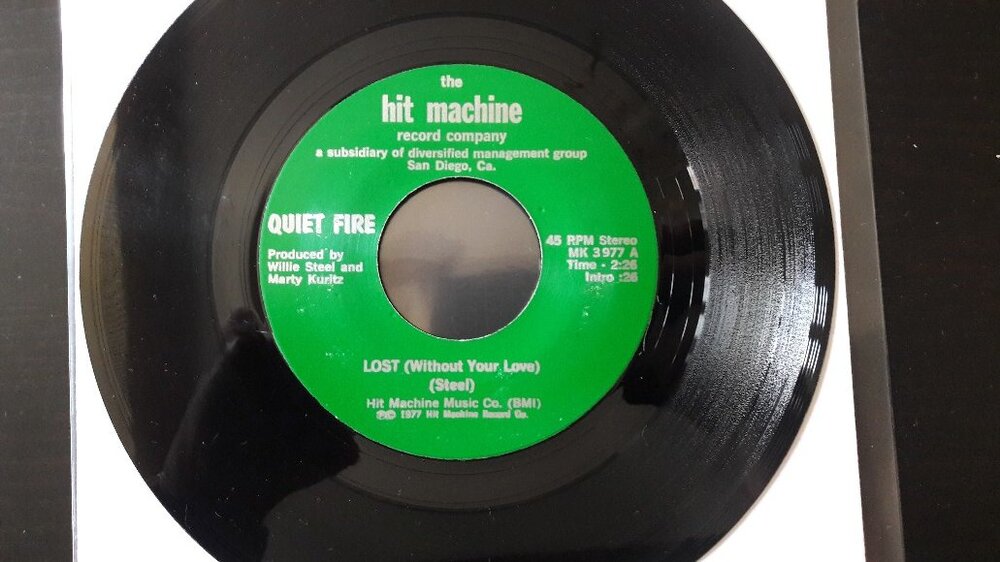 the
hit machine
record company
a subsidiary of diversified management group
San Diego, Ca.
QUIET FIRE
Produced by
Willie Steel and
Marty Kuritz
45 RPM Stereo
MK 3977 A
Time - 2:26
Intro :26
LOST (Without Your Love)
(Steel)
Hit Machine Music Co. (BMI)
℗© 1977 Hit Machine Record Co.